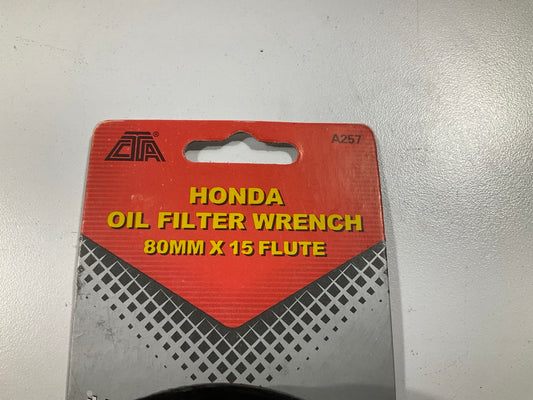 CTA® A257
HONDA
OIL FILTER WRENCH
80MM X 15 FLUTE